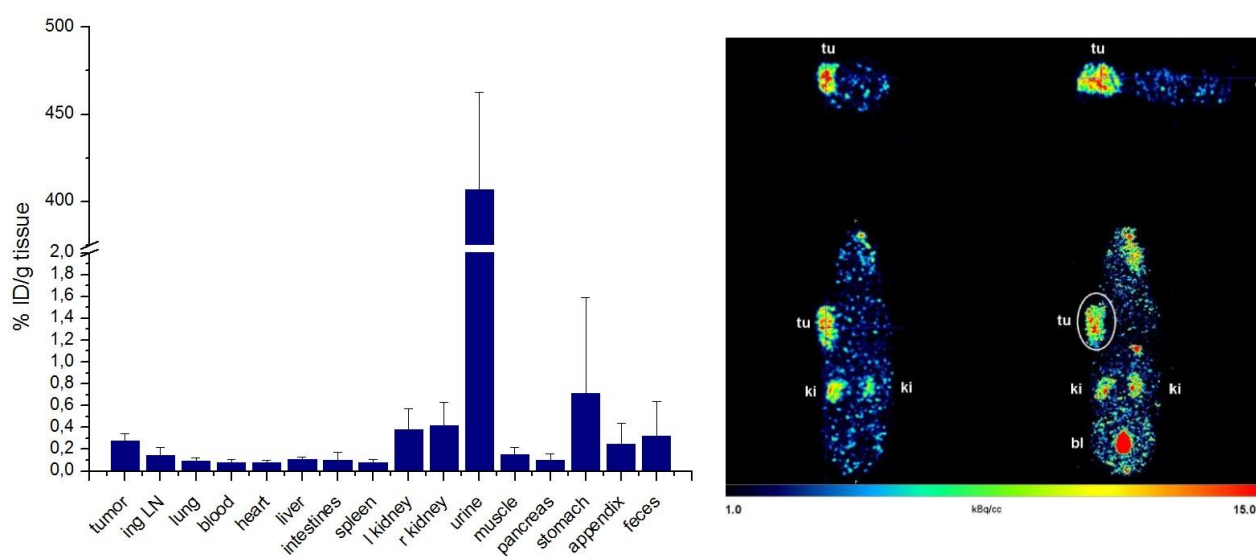 500
450
400
2,0
1,8
1,6
1,4
1,2
1,0
0,8
0,6
0,4
0,2
0,0
% ID/g tissue
tumor
ing LN
lung
blood
heart
liver
intestines
spleen
l kidney
r kidney
urine
muscle
pancreas
stomach
appendix
feces
tu tu
tu tu
ki ki ki ki
bl
1.0 kBq/cc 15.0